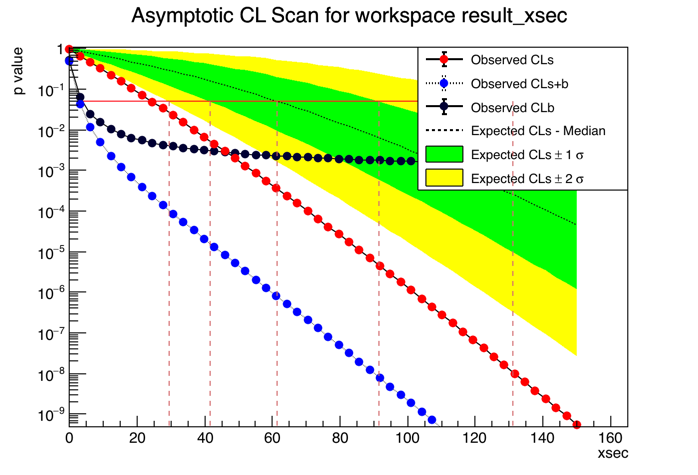 Asymptotic CL Scan for workspace result_xsec
p value
Observed CLs
Observed CLs+b
Observed CLb
Expected CLs - Median
Expected CLs ± 1 σ
Expected CLs ± 2 σ
1
10⁻¹
10⁻²
10⁻³
10⁻⁴
10⁻⁵
10⁻⁶
10⁻⁷
10⁻⁸
10⁻⁹
0 20 40 60 80 100 120 140 160
xsec